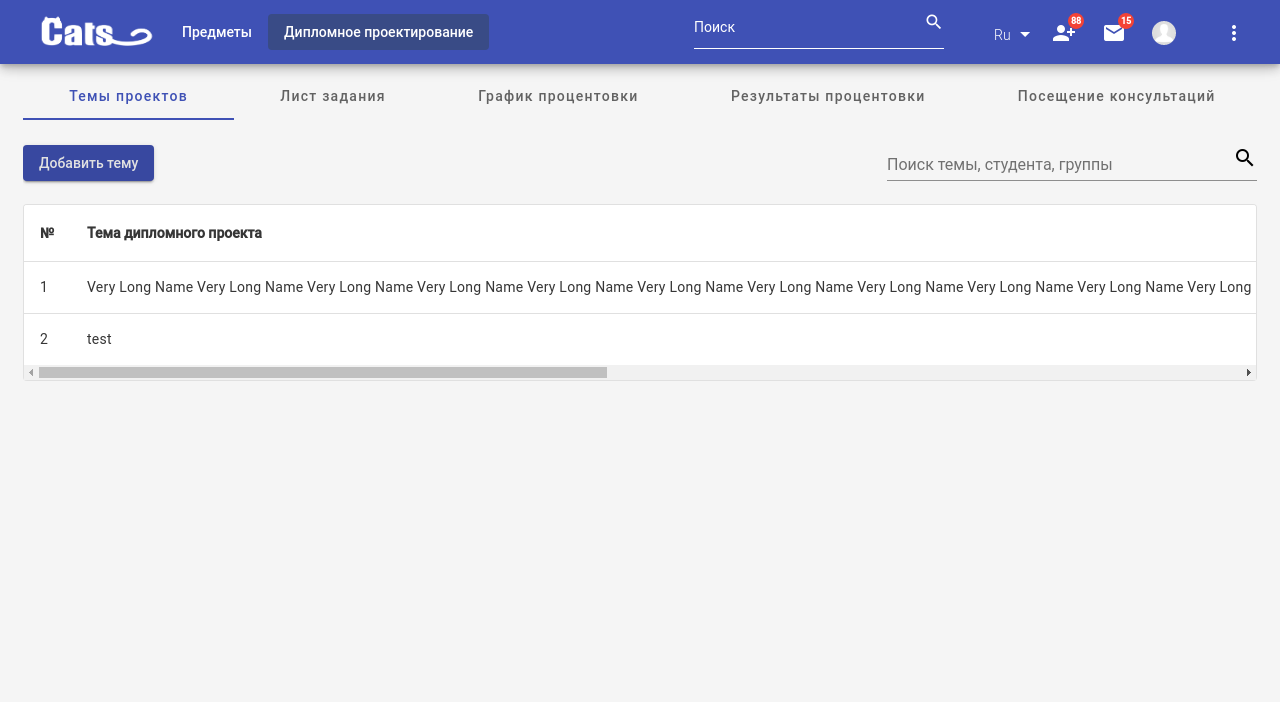 Cats Предметы Дипломное проектирование Поиск Ru 88 15
Темы проектов Лист задания График процентовки Результаты процентовки Посещение консультаций
Добавить тему Поиск темы, студента, группы
№ Тема дипломного проекта
1 Very Long Name Very Long Name Very Long Name Very Long Name Very Long Name Very Long Name Very Long Name Very Long Name Very Long Name Very Long Name Very Long
2 test